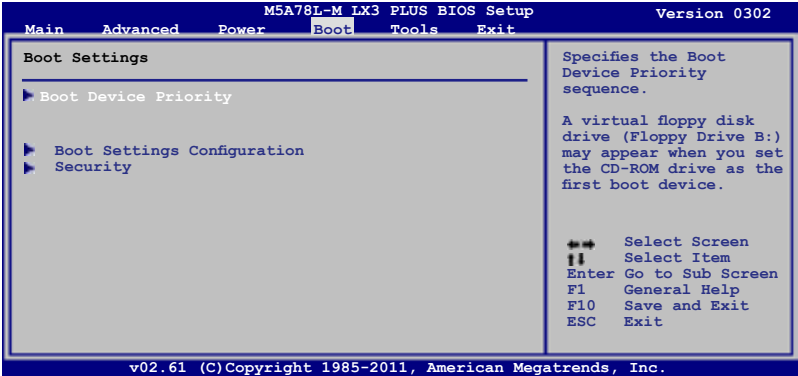 M5A78L-M LX3 PLUS BIOS Setup Version 0302
Main Advanced Power Boot Tools Exit
Boot Settings
Boot Device Priority
Boot Settings Configuration
Security
Specifies the Boot
Device Priority
sequence.
A virtual floppy disk
drive (Floppy Drive B:)
may appear when you set
the CD-ROM drive as the
first boot device.
Select Screen
Select Item
Enter Go to Sub Screen
F1 General Help
F10 Save and Exit
ESC Exit
v02.61 (C)Copyright 1985-2011, American Megatrends, Inc.